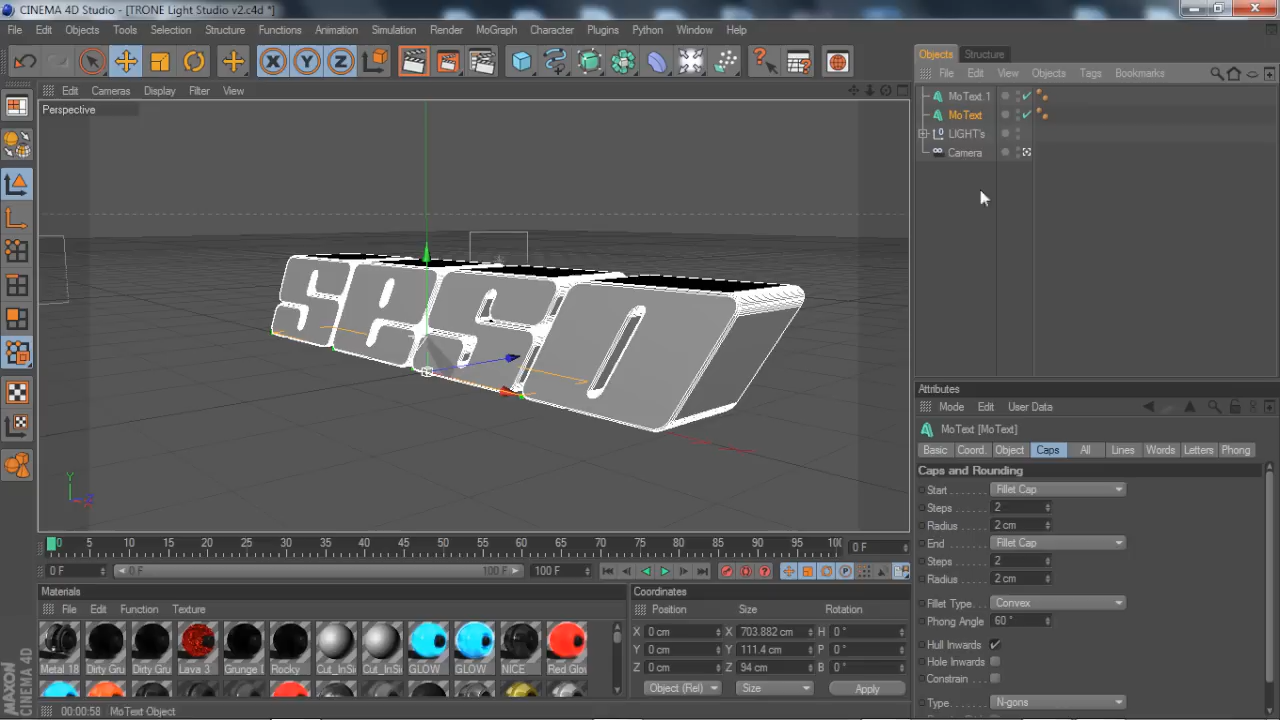 CINEMA 4D Studio - [TRONE Light Studio v2.c4d *]
File Edit Objects Tools Selection Structure Functions Animation Simulation Render MoGraph Character Plugins Python Window Help
X Y Z
Objects Structure
File Edit View Objects Tags Bookmarks
MoText 1
MoText
LIGHT's
Camera
Edit Cameras Display Filter View
Perspective
Y
Attributes
Mode Edit User Data
MoText [MoText]
Basic Coord. Object Caps All Lines Words Letters Phong
Caps and Rounding
Start Fillet Cap
Steps 2
Radius 2 cm
End Fillet Cap
Steps 2
Radius 2 cm
Fillet Type Convex
Phong Angle 60 °
Hull Inwards
Hole Inwards
Constrain
Type N-gons
0 5 10 15 20 25 30 35 40 45 50 55 60 65 70 75 80 85 90 95 10 0 F
0 F 0 F 100 F 100 F
Materials
File Edit Function Texture
Metal 18 Dirty Gru Dirty Gru Lava 3 Grunge D Rocky Cut_InSi Cut_InSi GLOW GLOW NICE Red Glo
Coordinates
Position Size Rotation
X 0 cm X 703.882 cm H 0 °
Y 0 cm Y 111.4 cm P 0 °
Z 0 cm Z 94 cm B 0 °
Object (Rel) Size Apply
MAXON CINEMA 4D
00:00:58 MoText Object